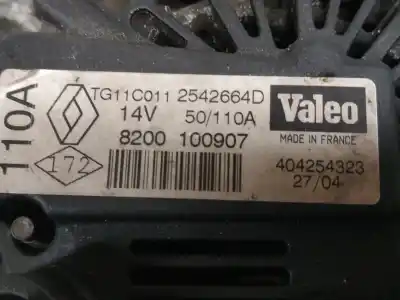 110A
TG11C011 2542664D
14V 50/110A
8200 100907
172
Valeo
MADE IN FRANCE
404254323
27/04